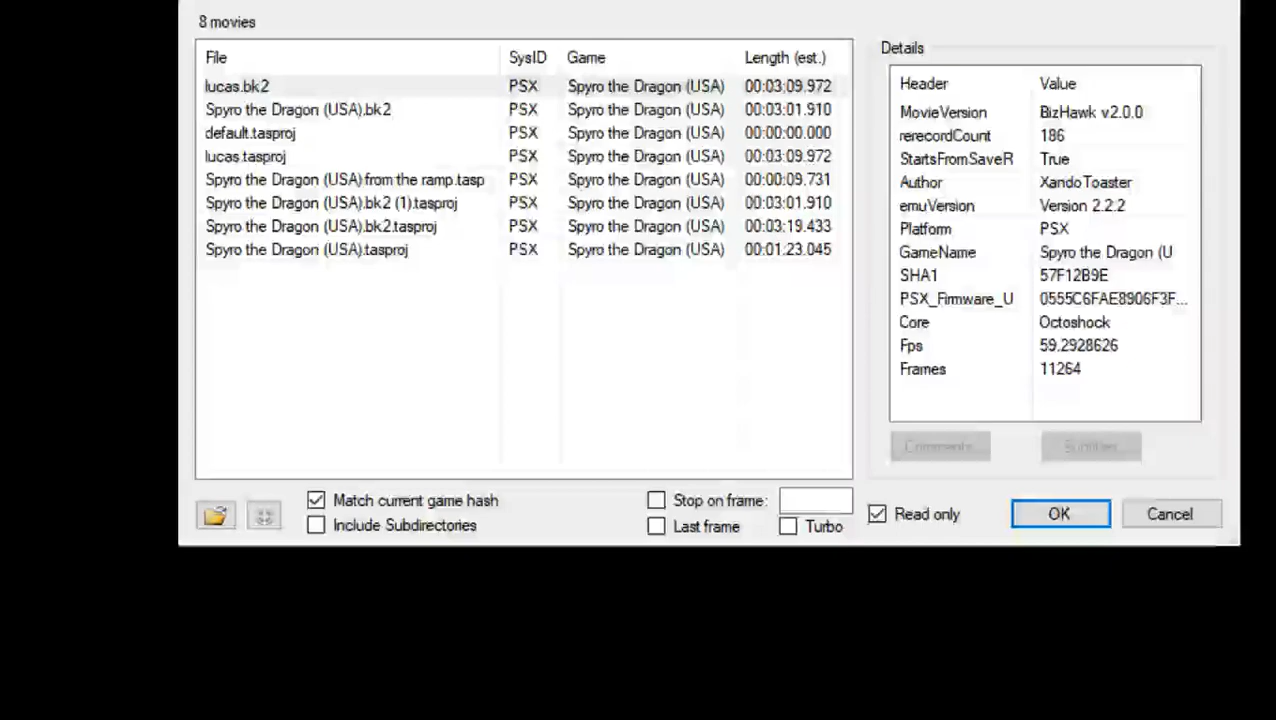 8 movies
File SysID Game Length (est.)
lucas.bk2 PSX Spyro the Dragon (USA) 00:03:09.972
Spyro the Dragon (USA).bk2 PSX Spyro the Dragon (USA) 00:03:01.910
default.tasproj PSX Spyro the Dragon (USA) 00:00:00.000
lucas.tasproj PSX Spyro the Dragon (USA) 00:03:09.972
Spyro the Dragon (USA) from the ramp.tasp PSX Spyro the Dragon (USA) 00:00:09.731
Spyro the Dragon (USA).bk2 (1).tasproj PSX Spyro the Dragon (USA) 00:03:01.910
Spyro the Dragon (USA).bk2.tasproj PSX Spyro the Dragon (USA) 00:03:19.433
Spyro the Dragon (USA).tasproj PSX Spyro the Dragon (USA) 00:01:23.045
Match current game hash
Include Subdirectories
Stop on frame:
Last frame Turbo
Details
Header Value
MovieVersion BizHawk v2.0.0
rerecordCount 186
StartsFromSaveR True
Author XandoToaster
emuVersion Version 2.2.2
Platform PSX
GameName Spyro the Dragon (U
SHA1 57F12B9E
PSX_Firmware_U 0555C6FAE8906F3F...
Core Octoshock
Fps 59.2928626
Frames 11264
Comments... Subtitles...
Read only OK Cancel